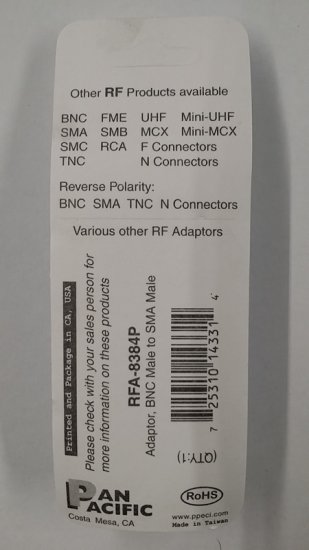 Other RF Products available
BNC FME UHF Mini-UHF
SMA SMB MCX Mini-MCX
SMC RCA F Connectors
TNC N Connectors
Reverse Polarity:
BNC SMA TNC N Connectors
Various other RF Adaptors
Printed and Package in CA, USA
Please check with your sales person for
more information on these products
RFA-8384P
Adaptor, BNC Male to SMA Male
7 25310 14331 4
(QTY:1)
PAN
PACIFIC
Costa Mesa, CA
RoHS
www.ppeci.com
Made in Taiwan